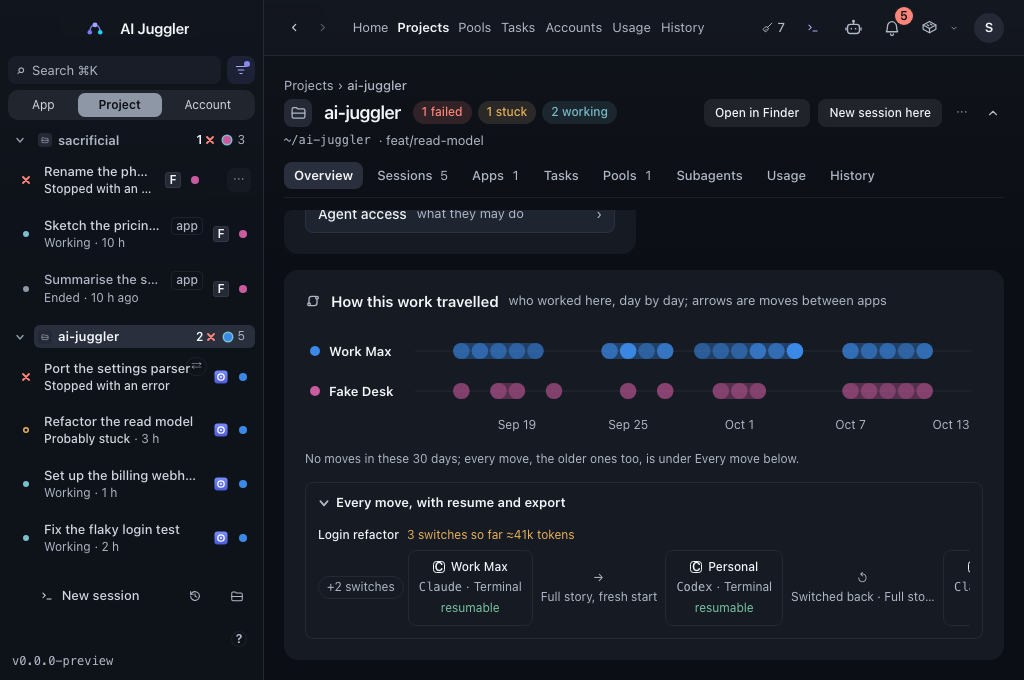 AI Juggler
Search ⌘K
App Project Account
sacrificial 1 3
Rename the ph... F
Stopped with an ...
Sketch the pricin... app F
Working · 10 h
Summarise the s... app F
Ended · 10 h ago
ai-juggler 2 5
Port the settings parser
Stopped with an error
Refactor the read model
Probably stuck · 3 h
Set up the billing webh...
Working · 1 h
Fix the flaky login test
Working · 2 h
New session
?
v0.0.0-preview
Home Projects Pools Tasks Accounts Usage History 7 5 S
Projects › ai-juggler
ai-juggler 1 failed 1 stuck 2 working Open in Finder New session here ...
~/ai-juggler · feat/read-model
Overview Sessions 5 Apps 1 Tasks Pools 1 Subagents Usage History
Agent access what they may do ›
How this work travelled who worked here, day by day; arrows are moves between apps
Work Max
Fake Desk
Sep 19 Sep 25 Oct 1 Oct 7 Oct 13
No moves in these 30 days; every move, the older ones too, is under Every move below.
Every move, with resume and export
Login refactor 3 switches so far ≈41k tokens
+2 switches
Work Max
Claude · Terminal
resumable
→
Full story, fresh start
Personal
Codex · Terminal
resumable
Switched back · Full sto...